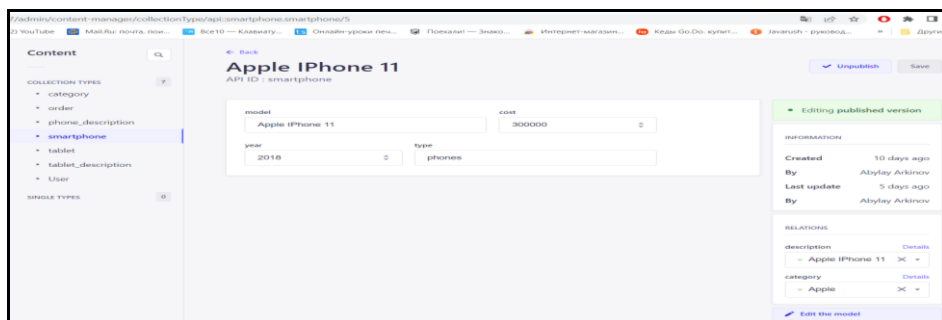 /admin/content-manager/collectionType/api::smartphone.smartphone/5
YouTube Mail.Ru: почта, пои... Все10 — Клавиату... Онлайн-уроки печ... Поехали! — Знако... Интернет-магазин... Кеды Go.Do. купит... Javarush - руковод... » Други
Content
COLLECTION TYPES 7
category
order
phone_description
smartphone
tablet
tablet_description
User
SINGLE TYPES 0
← Back
Apple IPhone 11
API ID : smartphone
Unpublish Save
model cost
Apple IPhone 11 300000
year type
2018 phones
Editing published version
INFORMATION
Created 10 days ago
By Abylay Arkinov
Last update 5 days ago
By Abylay Arkinov
RELATIONS
description Details
Apple IPhone 11
category Details
Apple
Edit the model